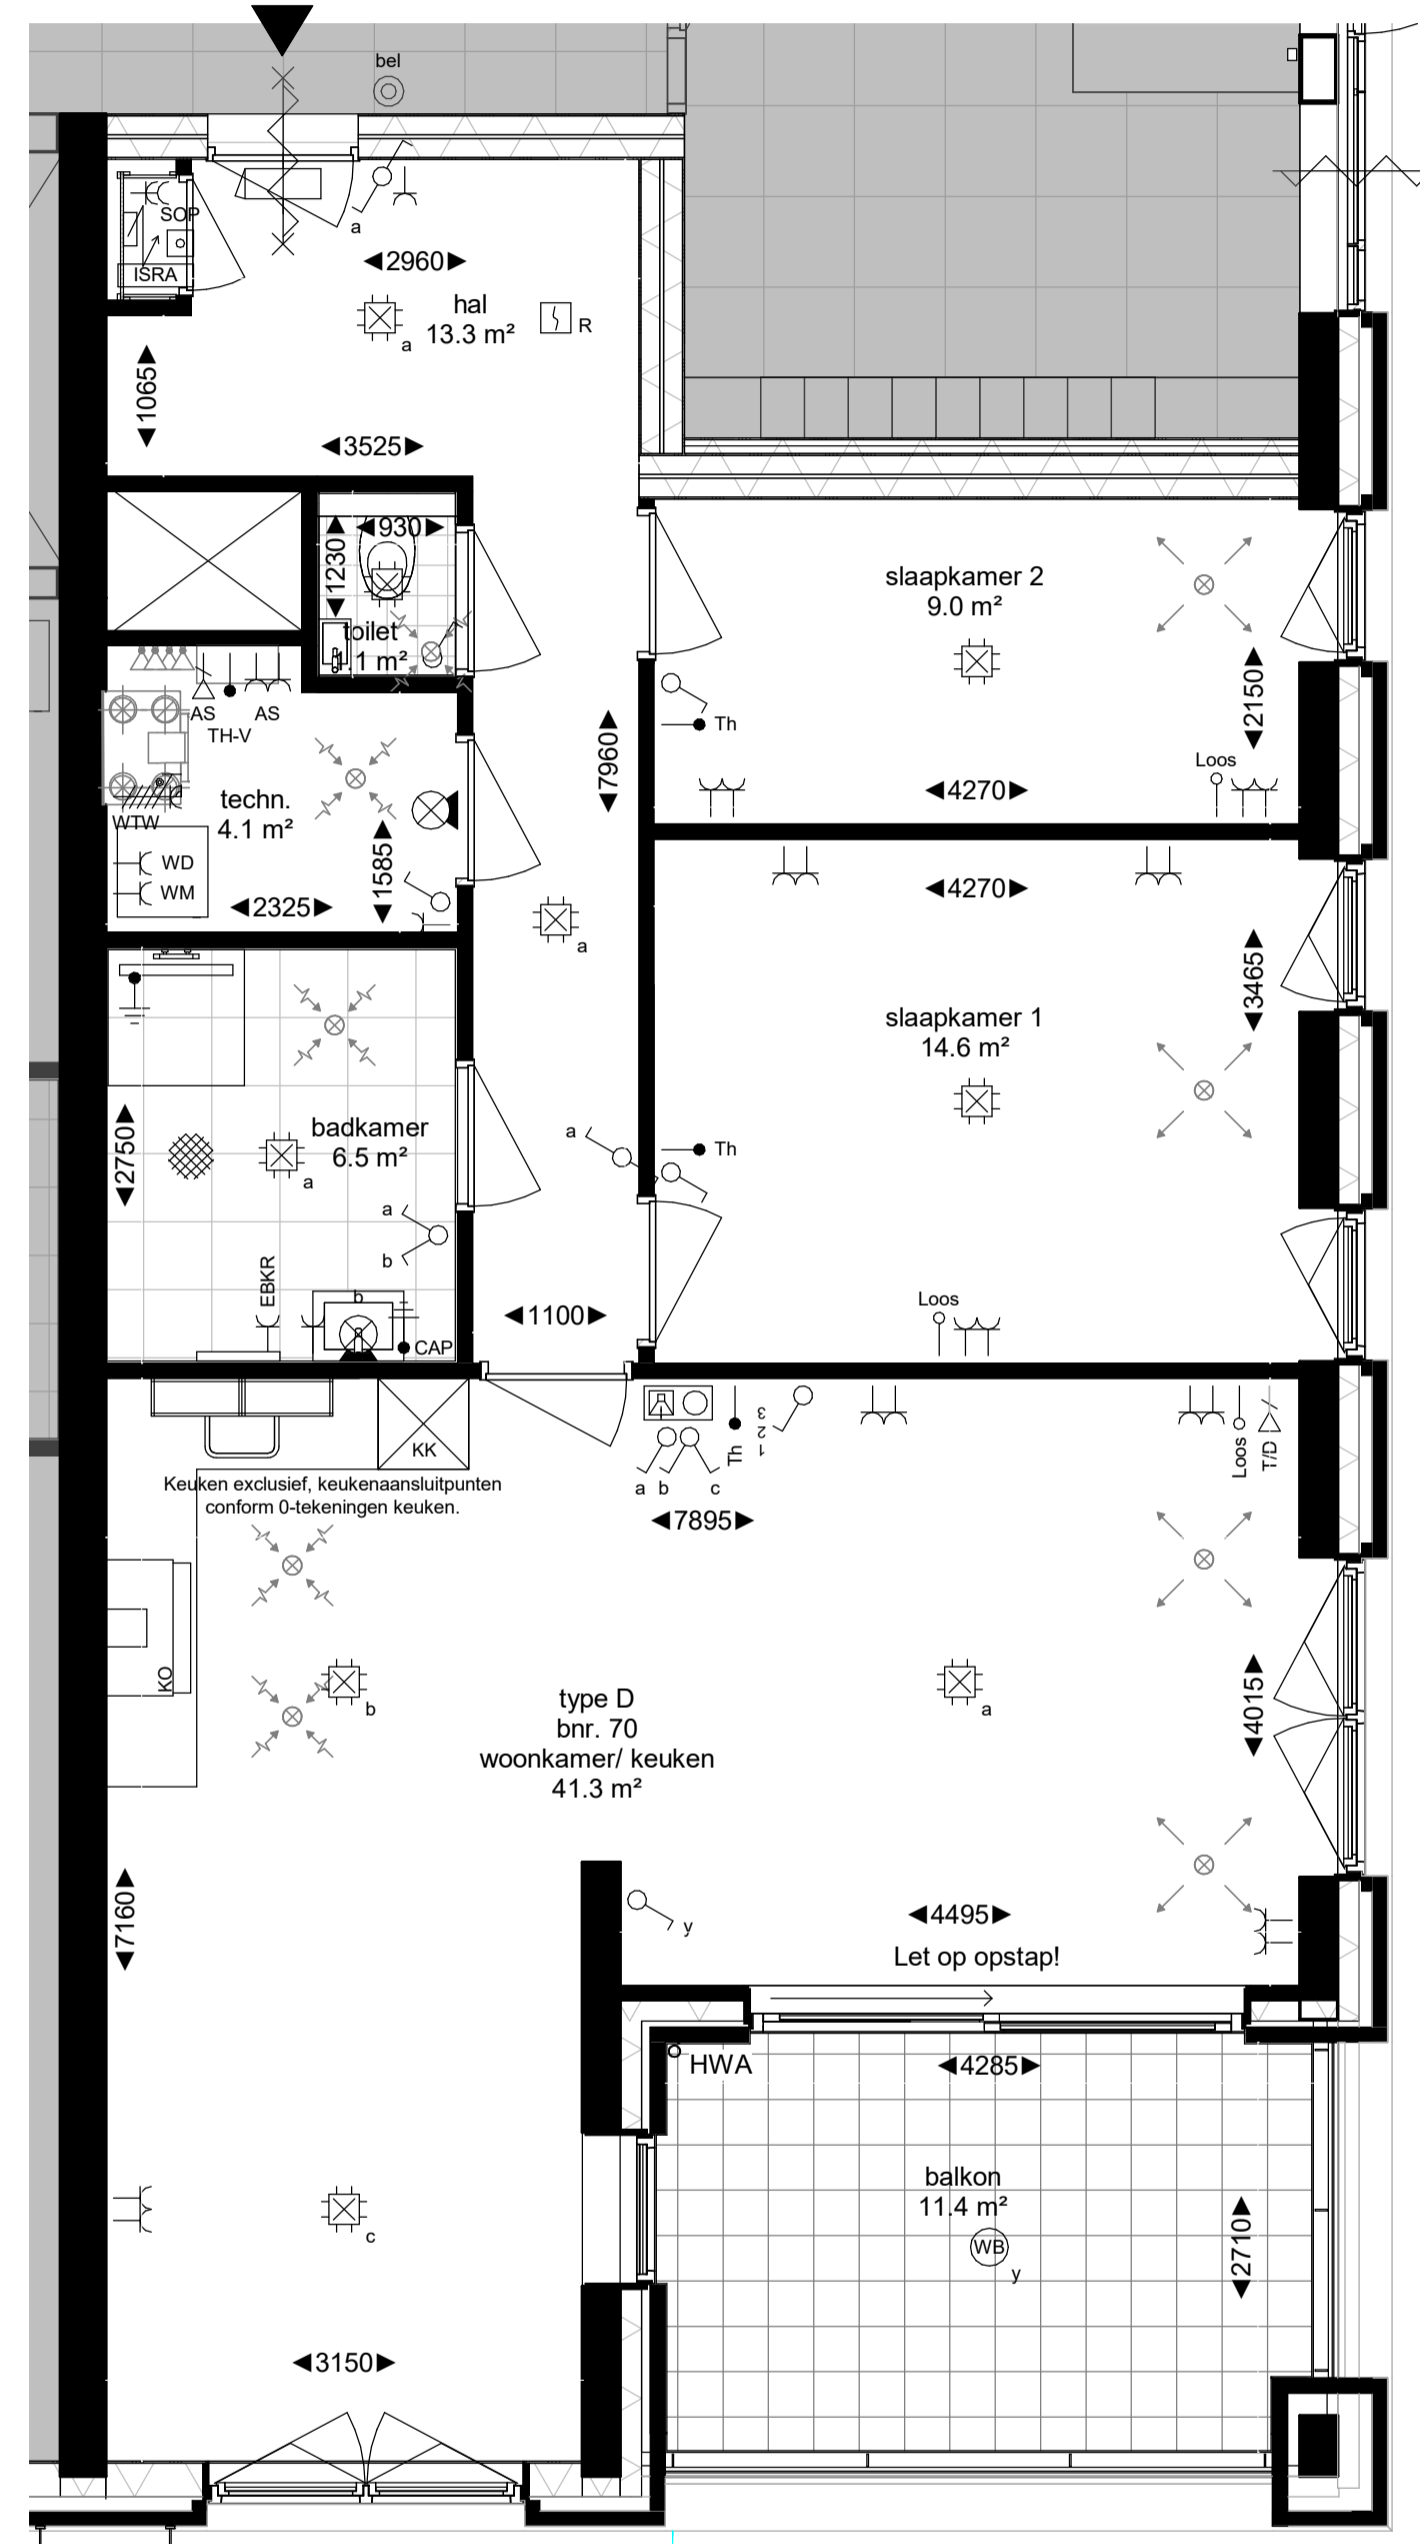 bel
SOP
ISRA
a
2960
hal
13.3 m²
a
R
1065
3525
930
1230
toilet
1.1 m²
slaapkamer 2
9.0 m²
2150
Th
Loos
4270
AS
AS
TH-V
techn.
4.1 m²
WTW
WD
WM
1585
2325
7960
a
4270
3465
slaapkamer 1
14.6 m²
badkamer
6.5 m²
a
2750
a
Th
a
b
EBKR
b
CAP
1100
Loos
KK
Keuken exclusief, keukenaansluitpunten
conform 0-tekeningen keuken.
a b c
Th
1 2 3
Loos
T/D
7895
KO
b
type D
bnr. 70
woonkamer/ keuken
41.3 m²
a
4015
7160
y
4495
Let op opstap!
HWA
4285
balkon
11.4 m²
WB
y
2710
c
3150